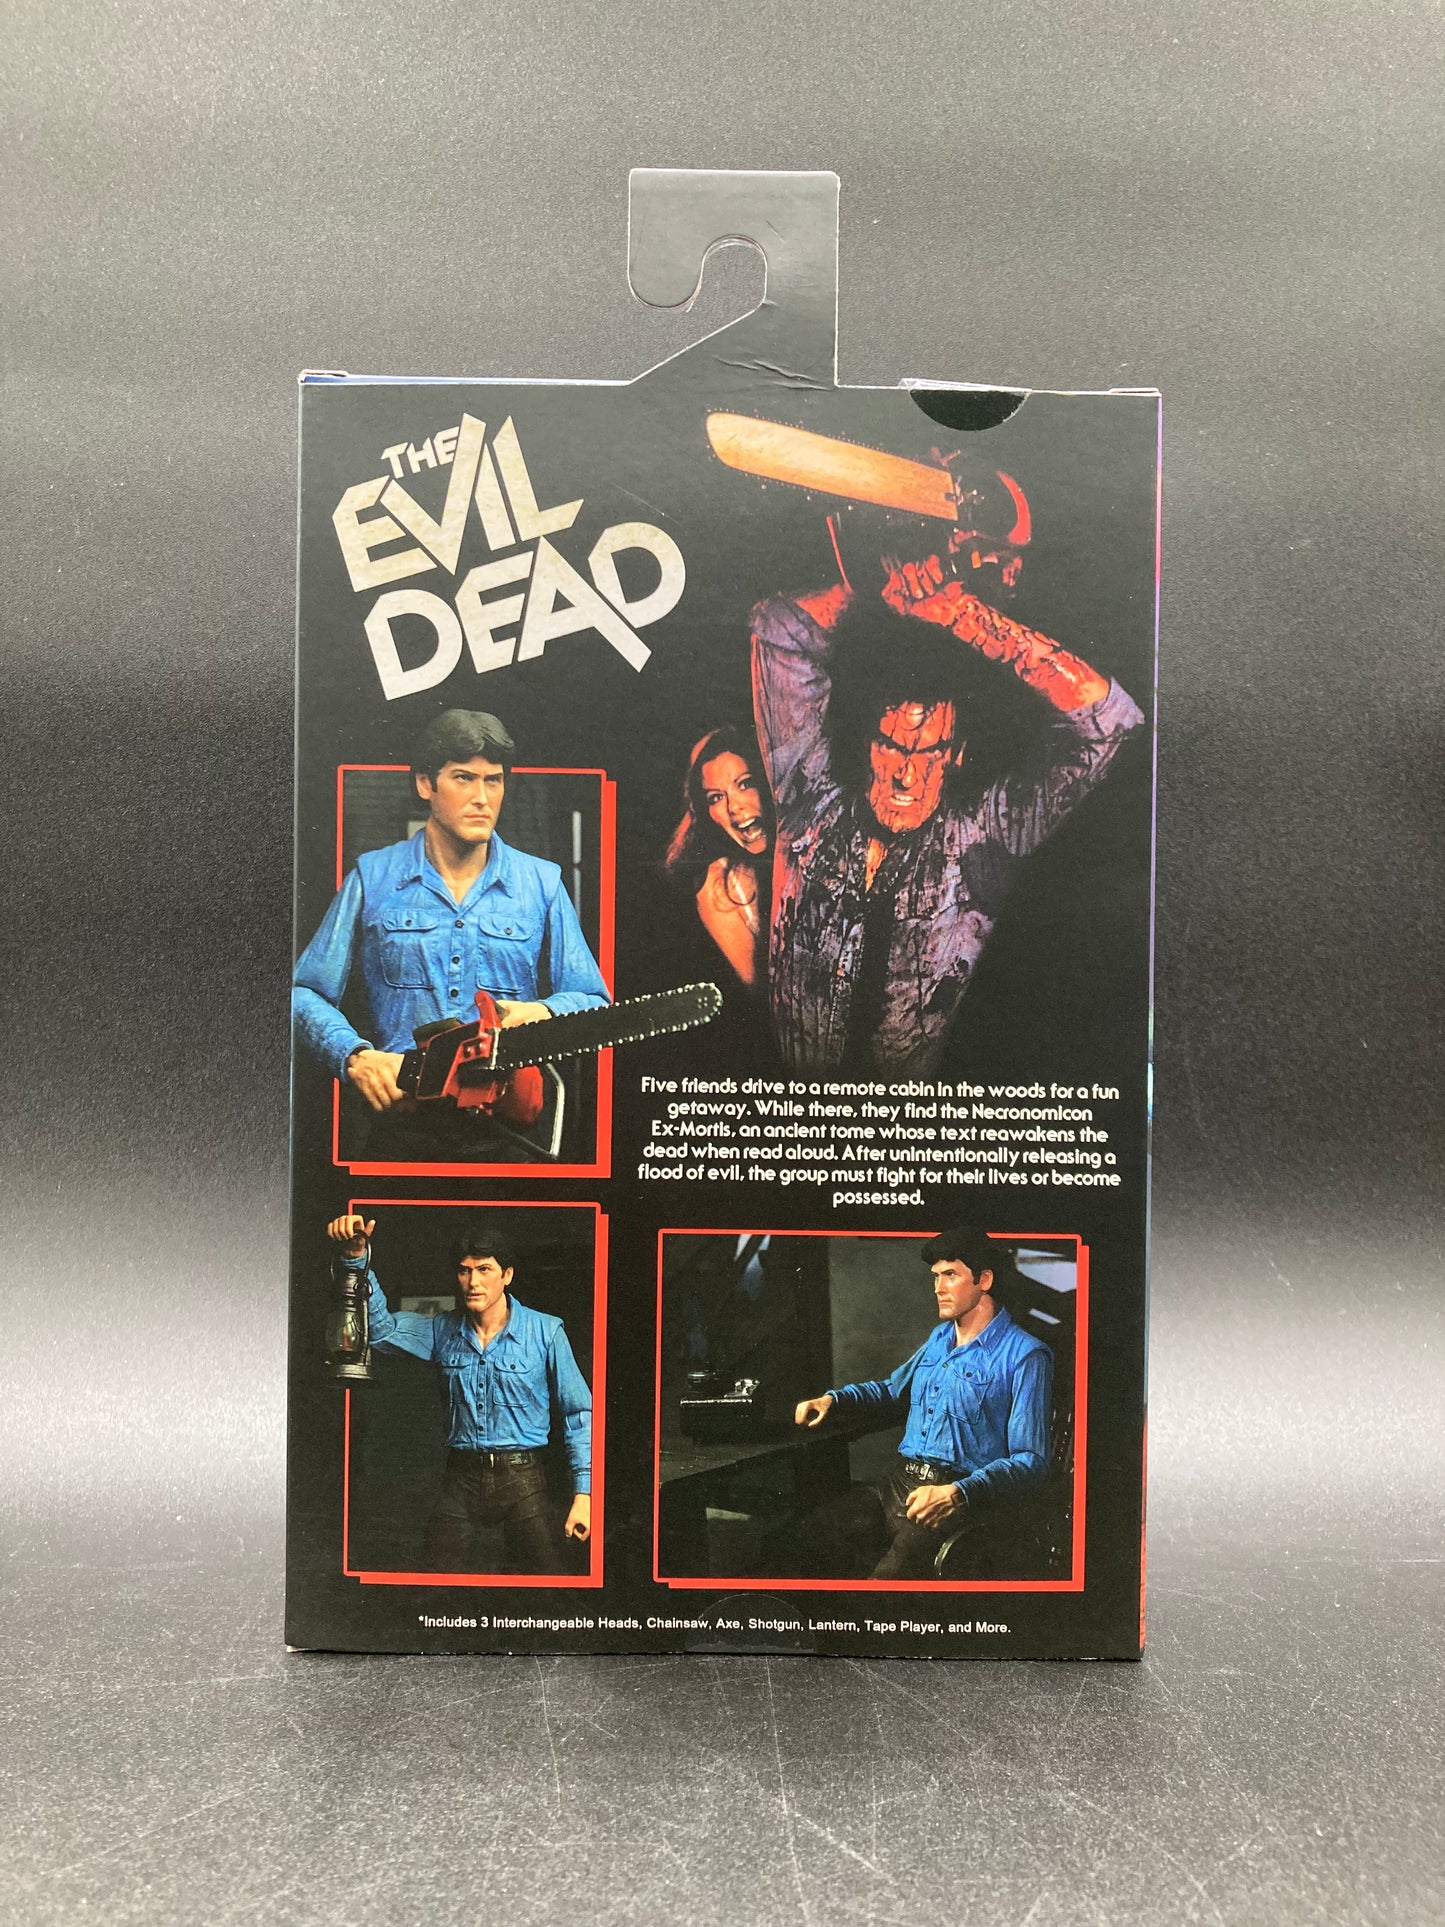 THE
EVIL
DEAD
Five friends drive to a remote cabin in the woods for a fun
getaway. While there, they find the Necronomicon
Ex-Mortis, an ancient tome whose text reawakens the
dead when read aloud. After unintentionally releasing a
flood of evil, the group must fight for their lives or become
possessed.
*Includes 3 Interchangeable Heads, Chainsaw, Axe, Shotgun, Lantern, Tape Player, and More.